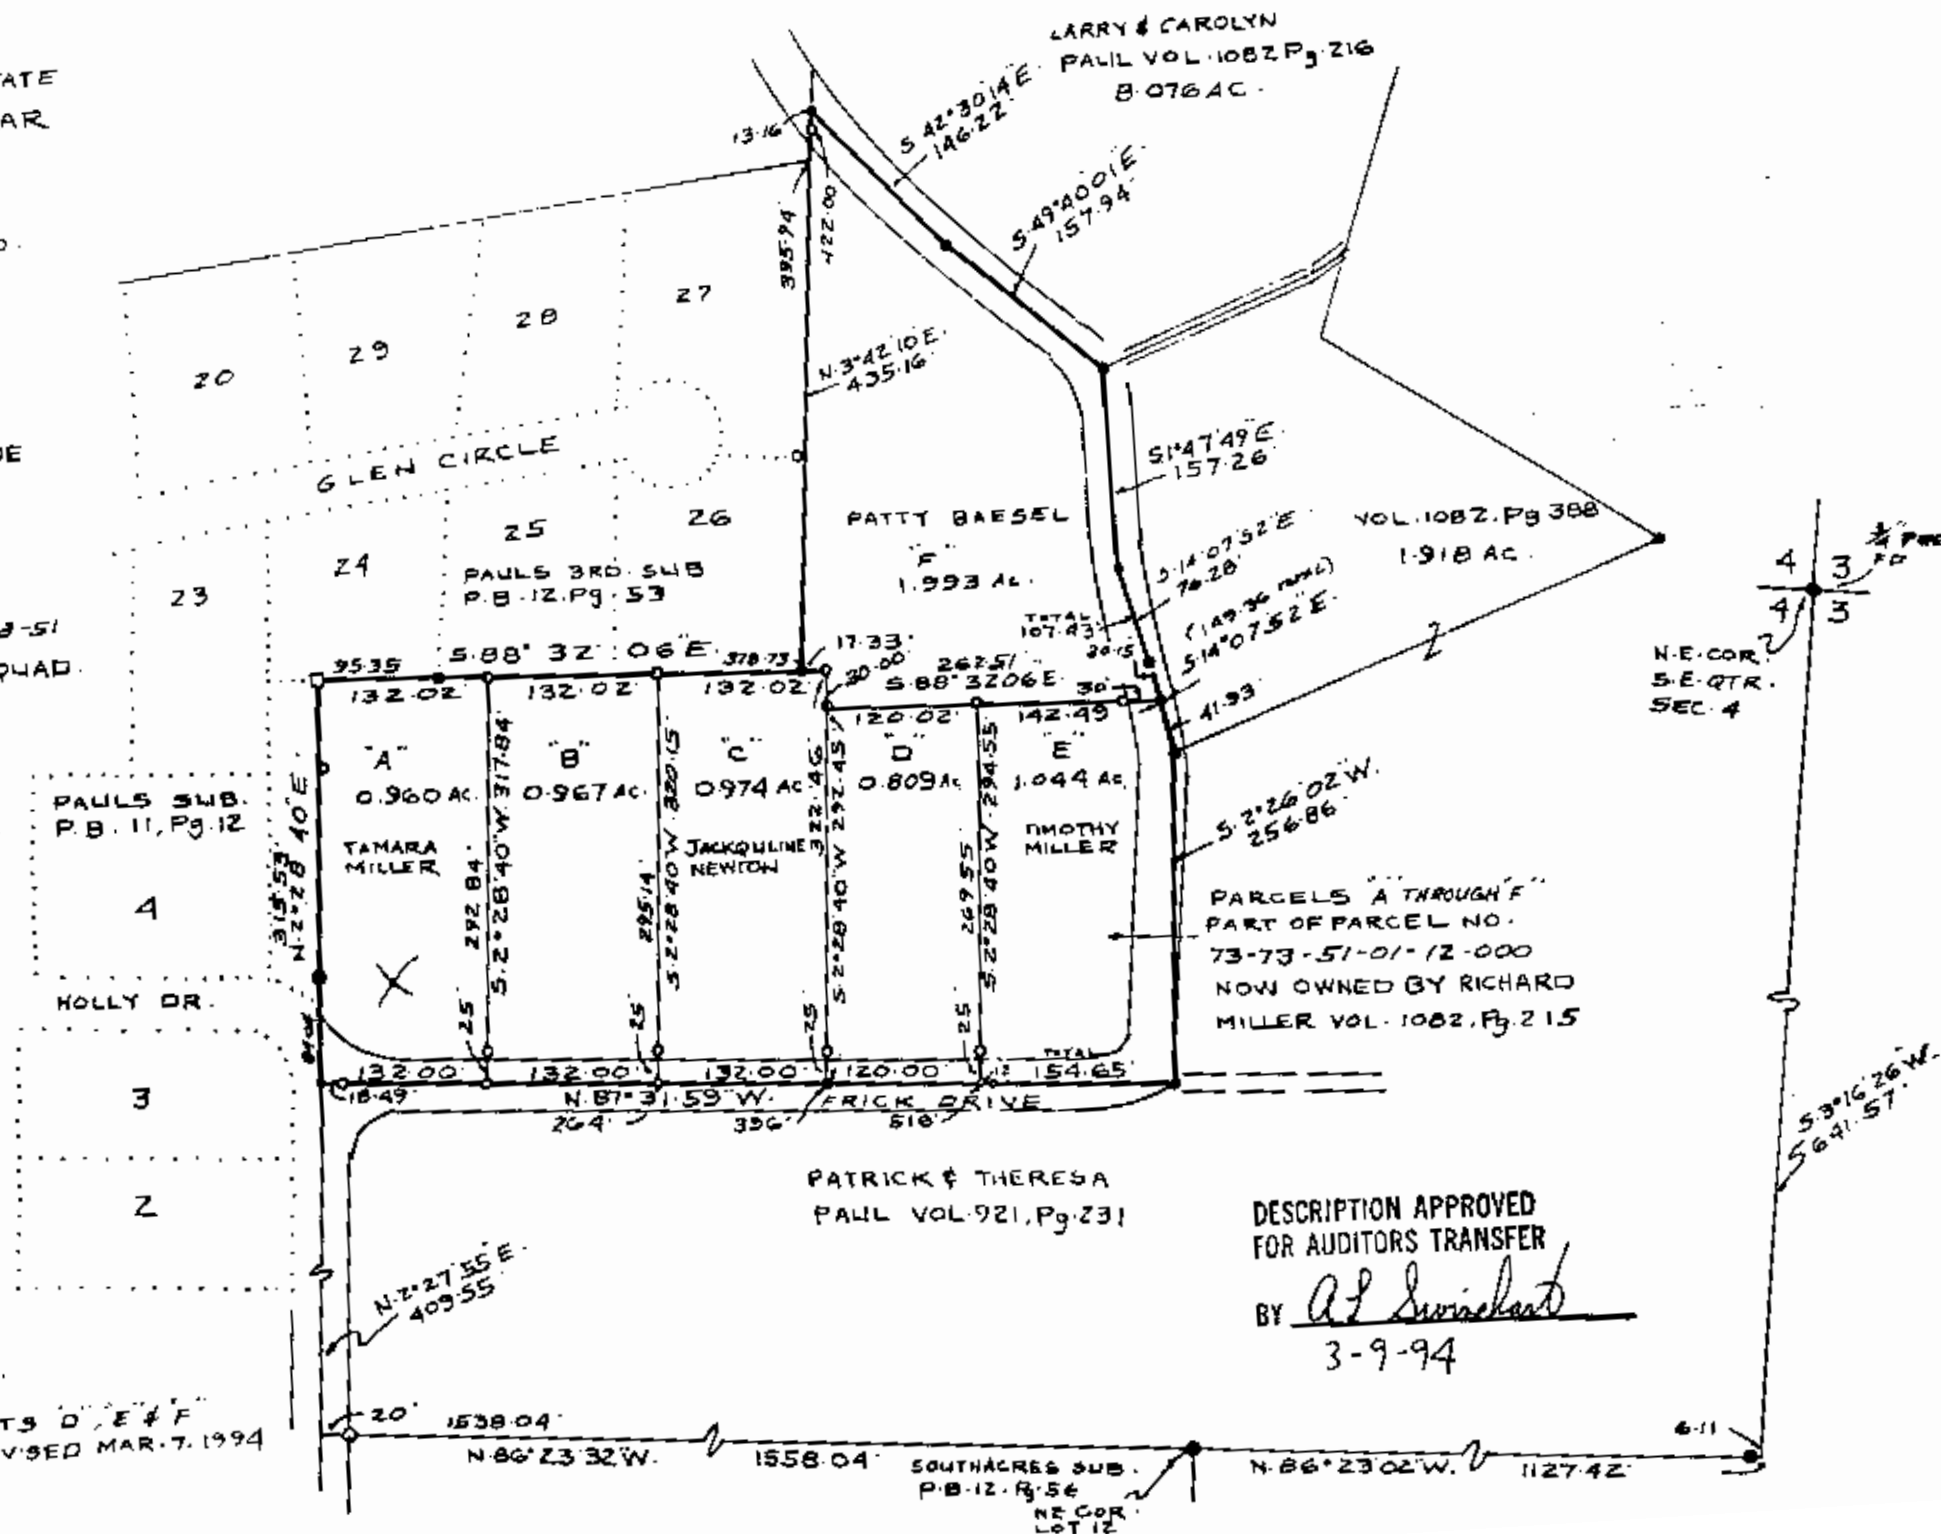 LARRY & CAROLYN
PAUL VOL.1082 Pg.216
8.076 AC.
13.16
S 42°30'14"E.
146.22'
S.49°40'01"E.
157.94'
395.94
422.00
N.3°42'10"E.
435.16'
20
29
28
27
GLEN CIRCLE
23
24
25
26
PAULS 3RD. SUB
P.B.12.Pg.53
PATTY BAESEL
"F"
1.993 Ac.
S1°47'49"E.
157.26'
S.14°07'52"E.
76.28'
TOTAL
107.43'
(149.36 TOTAL)
S.14°07'52"E.
VOL.1082.Pg 388
1.918 AC.
4 3
4 3
N.E. COR.
S.E. QTR.
SEC. 4
95.35
S.88°32'06"E.
378.73
17.33'
30.00'
262.51
S.88°32'06"E.
30'
132.02'
132.02'
132.02'
120.02'
142.49
41.93
"A"
0.960 AC.
TAMARA
MILLER
"B"
0.967 AC.
"C"
0.974 AC.
JACKQULINE
NEWTON
"D"
0.809 Ac
"E"
1.044 Ac
TIMOTHY
MILLER
292.84
S.2°28'40"W. 317.84
295.14
S.2°28'40"W. 320.15
322.46
S.2°28'40"W 292.45
269.55
S.2°28'40"W. 294.55
25
25
25
25
S.2°26'02"W.
256.86
PAULS SUB.
P.B. 11, Pg.12
315.53
N.2°28'40"E
4
HOLLY DR.
3
2
PARCELS "A" THROUGH "F"
PART OF PARCEL NO.
73-73-51-01-12-000
NOW OWNED BY RICHARD
MILLER VOL. 1082, Pg.215
132.00'
132.00'
132.00'
120.00'
TOTAL
154.65'
18.49'
N.87°31'59"W.
FRICK DRIVE
264'
396'
518'
S.3°16'26"W.
5641.57'
PATRICK & THERESA
PAUL VOL.921, Pg.231
DESCRIPTION APPROVED
FOR AUDITORS TRANSFER
BY A L Swinehart
3-9-94
N.2°27'55"E.
409.55
TS "D", "E" & "F"
VISED MAR. 7. 1994
20'
1538.04'
N.86°23'32"W.
1558.04'
SOUTHACRES SUB.
P.B.12. Pg.56
NE COR.
LOT 12
N.86°23'02"W.
1127.42'
6.11